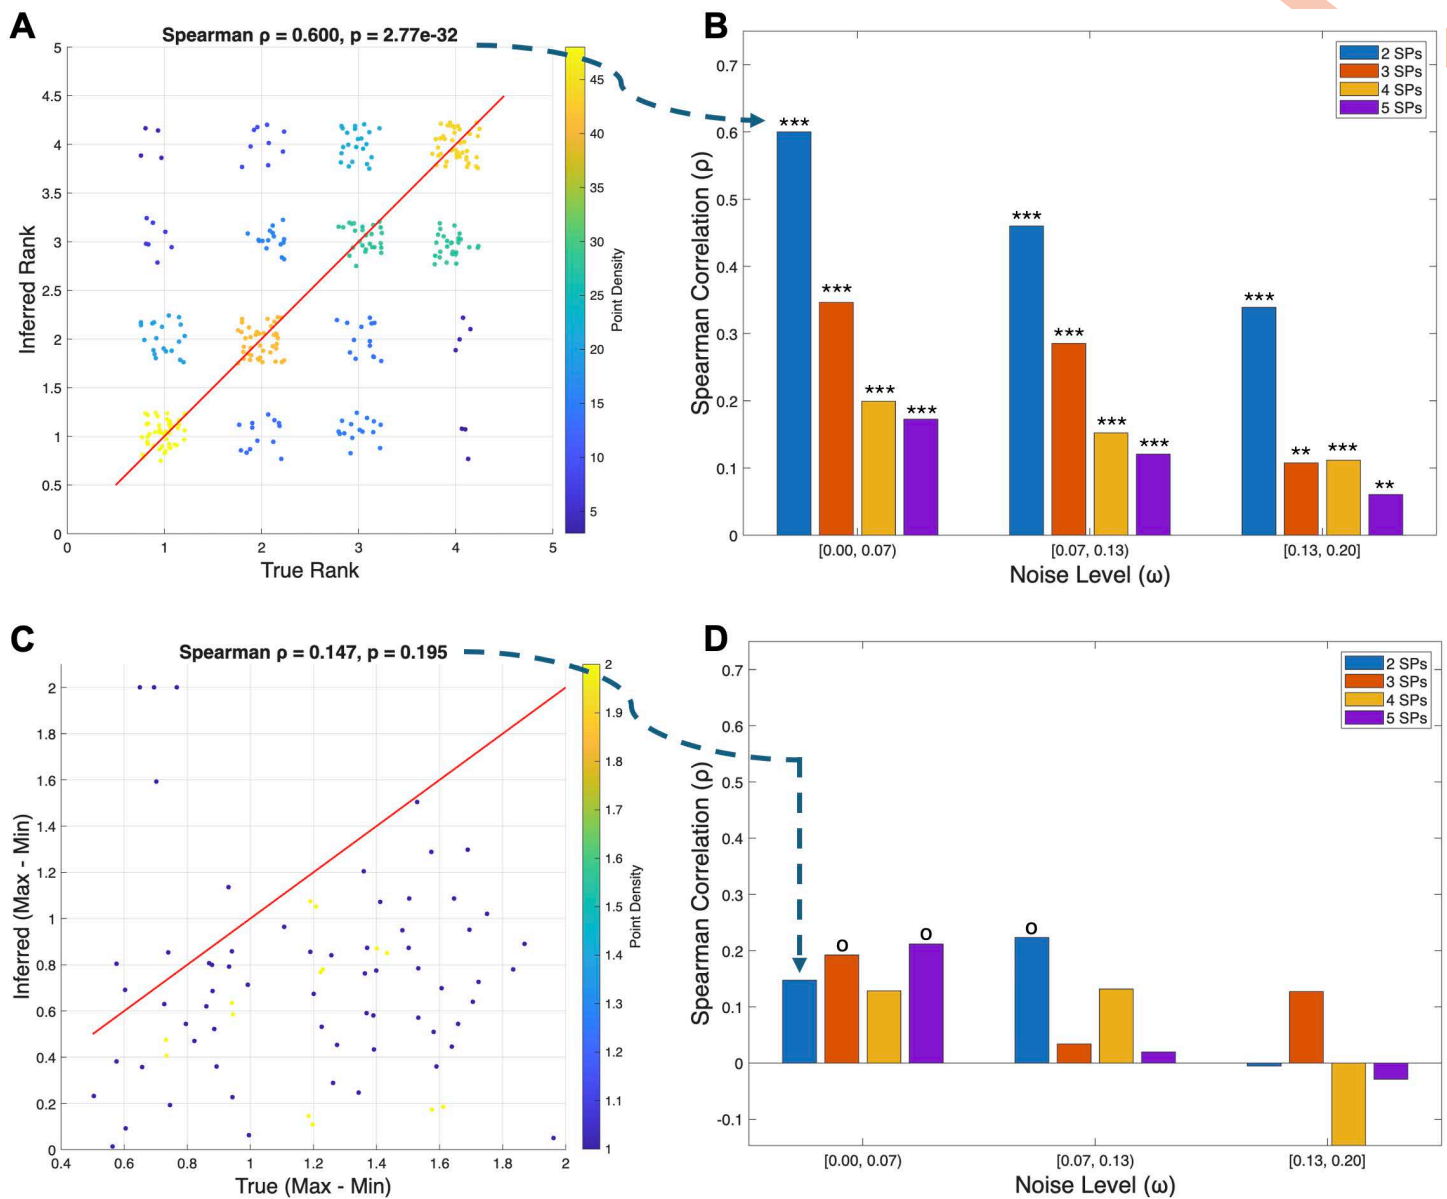 A
Spearman ρ = 0.600, p = 2.77e-32
5
4.5
4
3.5
3
2.5
2
1.5
1
0.5
0
0 1 2 3 4 5
Inferred Rank
True Rank
45
40
35
30
25
20
15
10
5
Point Density
B
2 SPs
3 SPs
4 SPs
5 SPs
0.7
0.6
0.5
0.4
0.3
0.2
0.1
0
Spearman Correlation (ρ)
*** *** *** ***
*** *** *** ***
*** ** *** **
[0.00, 0.07) [0.07, 0.13) [0.13, 0.20]
Noise Level (ω)
C
Spearman ρ = 0.147, p = 0.195
2
1.8
1.6
1.4
1.2
1
0.8
0.6
0.4
0.2
0
0.4 0.6 0.8 1 1.2 1.4 1.6 1.8 2
Inferred (Max - Min)
True (Max - Min)
2
1.9
1.8
1.7
1.6
1.5
1.4
1.3
1.2
1.1
1
Point Density
D
2 SPs
3 SPs
4 SPs
5 SPs
0.7
0.6
0.5
0.4
0.3
0.2
0.1
0
-0.1
Spearman Correlation (ρ)
o o o
[0.00, 0.07) [0.07, 0.13) [0.13, 0.20]
Noise Level (ω)